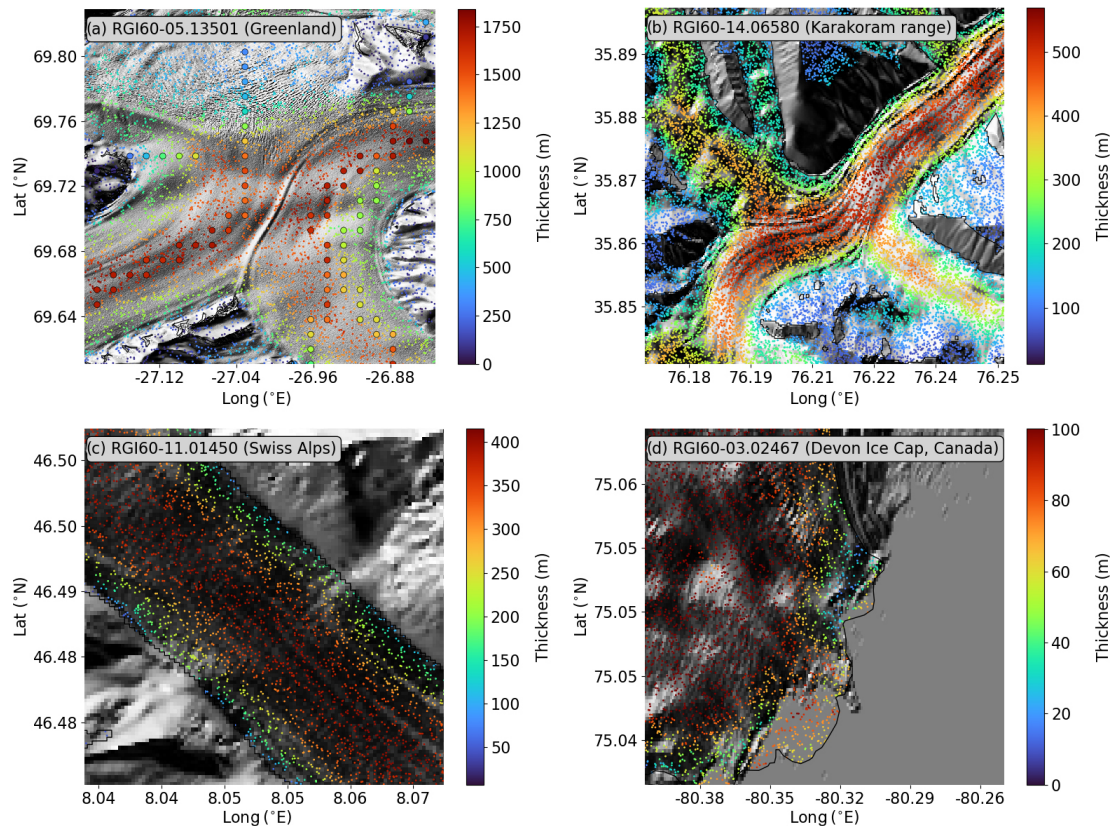 (a) RGI60-05.13501 (Greenland)
69.80
69.76
69.72
69.68
69.64
Lat (°N)
-27.12 -27.04 -26.96 -26.88
Long (°E)
1750
1500
1250
1000
750
500
250
0
Thickness (m)
(b) RGI60-14.06580 (Karakoram range)
35.89
35.88
35.87
35.86
35.85
Lat (°N)
76.18 76.19 76.21 76.22 76.24 76.25
Long (°E)
500
400
300
200
100
Thickness (m)
(c) RGI60-11.01450 (Swiss Alps)
46.50
46.50
46.49
46.48
46.48
Lat (°N)
8.04 8.04 8.05 8.05 8.06 8.07
Long (°E)
400
350
300
250
200
150
100
50
Thickness (m)
(d) RGI60-03.02467 (Devon Ice Cap, Canada)
75.06
75.05
75.05
75.05
75.04
Lat (°N)
-80.38 -80.35 -80.32 -80.29 -80.26
Long (°E)
100
80
60
40
20
0
Thickness (m)